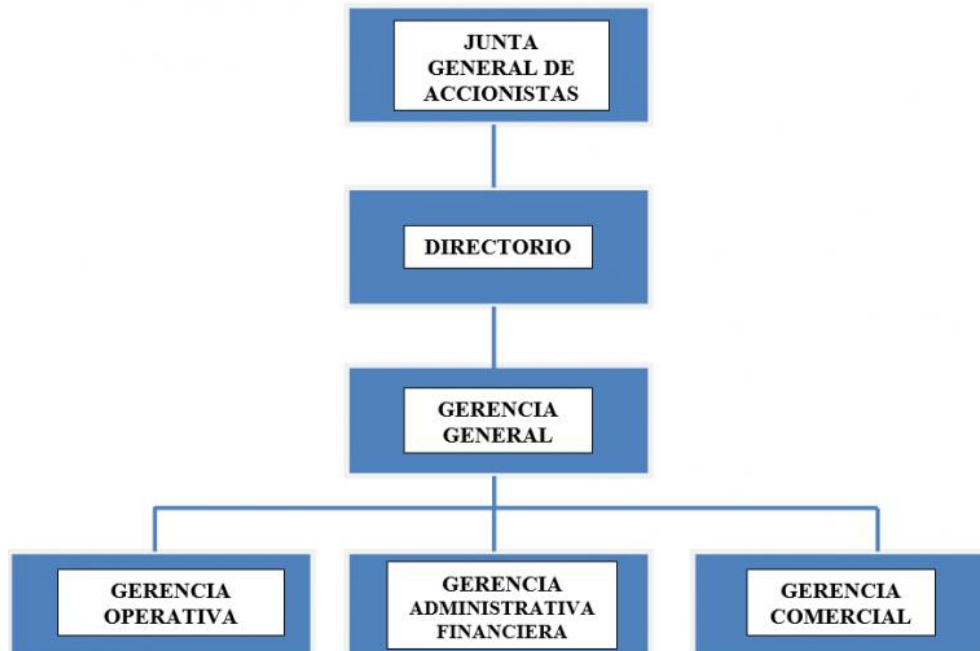 JUNTA
GENERAL DE
ACCIONISTAS
DIRECTORIO
GERENCIA
GENERAL
GERENCIA
OPERATIVA
GERENCIA
ADMINISTRATIVA
FINANCIERA
GERENCIA
COMERCIAL